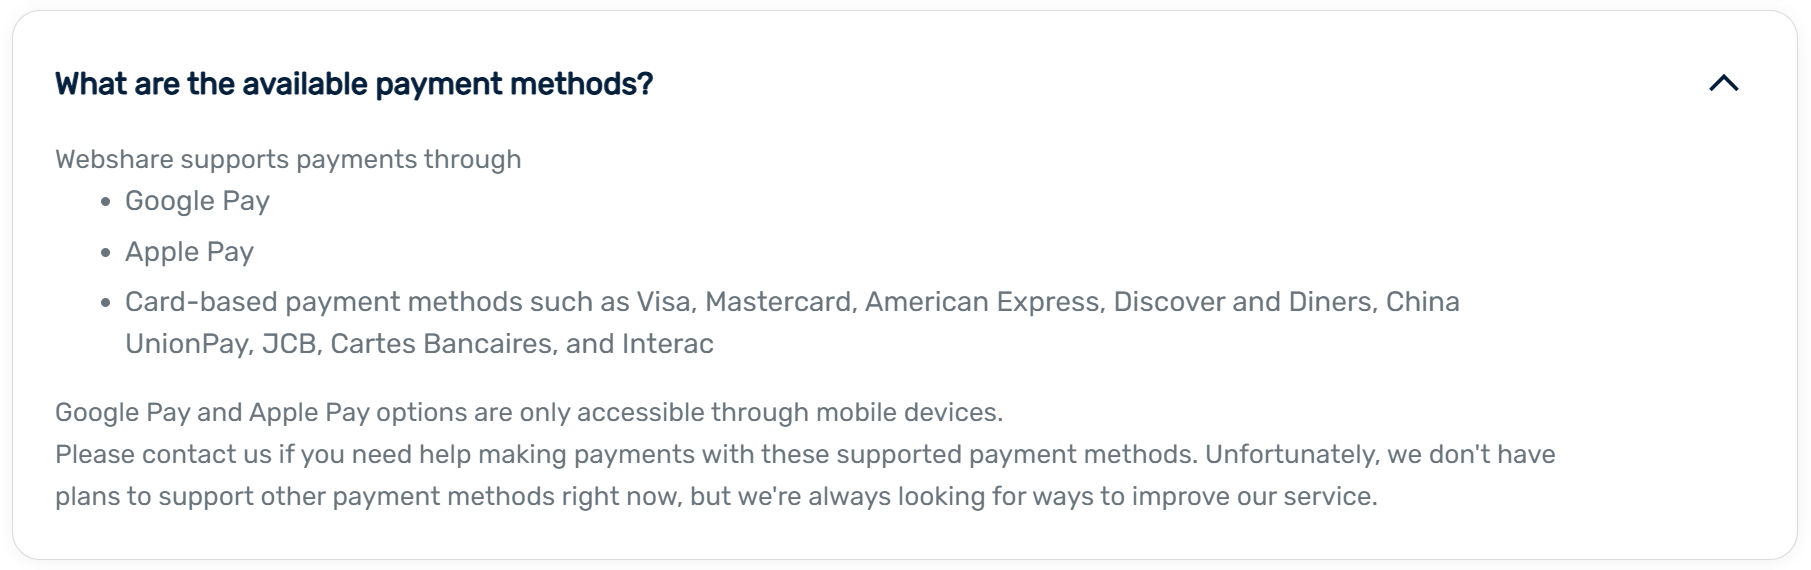 What are the available payment methods?
Webshare supports payments through
• Google Pay
• Apple Pay
• Card-based payment methods such as Visa, Mastercard, American Express, Discover and Diners, China
UnionPay, JCB, Cartes Bancaires, and Interac
Google Pay and Apple Pay options are only accessible through mobile devices.
Please contact us if you need help making payments with these supported payment methods. Unfortunately, we don't have
plans to support other payment methods right now, but we're always looking for ways to improve our service.